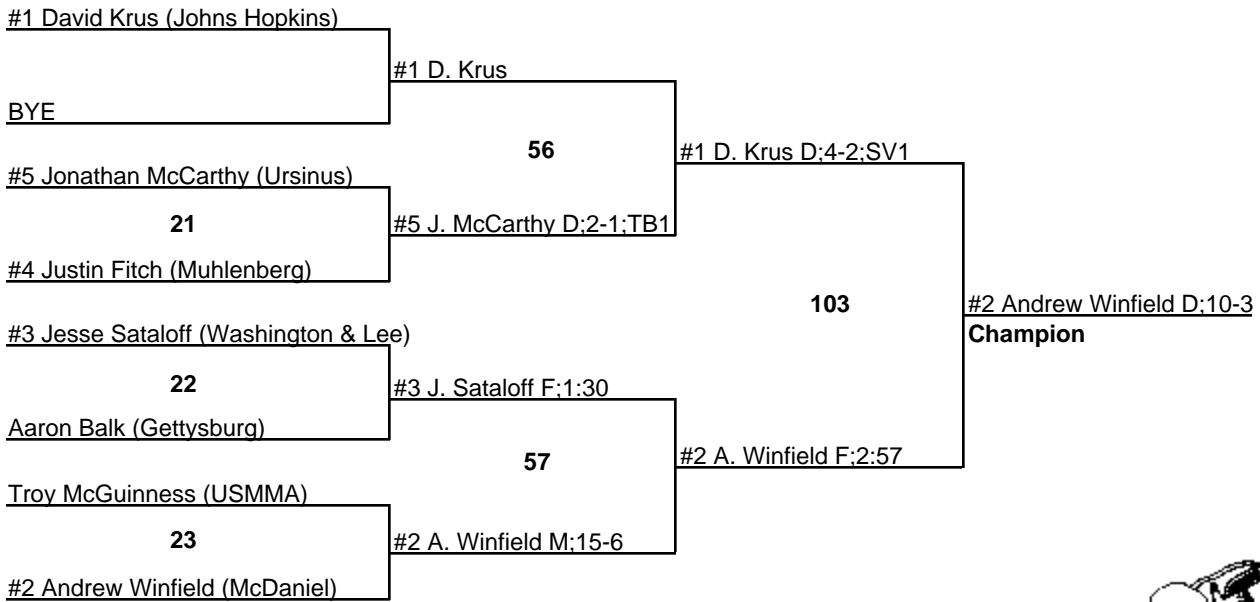 #1 David Krus (Johns Hopkins)
#1 D. Krus
BYE
56
#1 D. Krus D;4-2;SV1
#5 Jonathan McCarthy (Ursinus)
21
#5 J. McCarthy D;2-1;TB1
#4 Justin Fitch (Muhlenberg)
103
#2 Andrew Winfield D;10-3
Champion
#3 Jesse Sataloff (Washington & Lee)
22
#3 J. Sataloff F;1:30
Aaron Balk (Gettysburg)
57
#2 A. Winfield F;2:57
Troy McGuinness (USMMA)
23
#2 A. Winfield M;15-6
#2 Andrew Winfield (McDaniel)